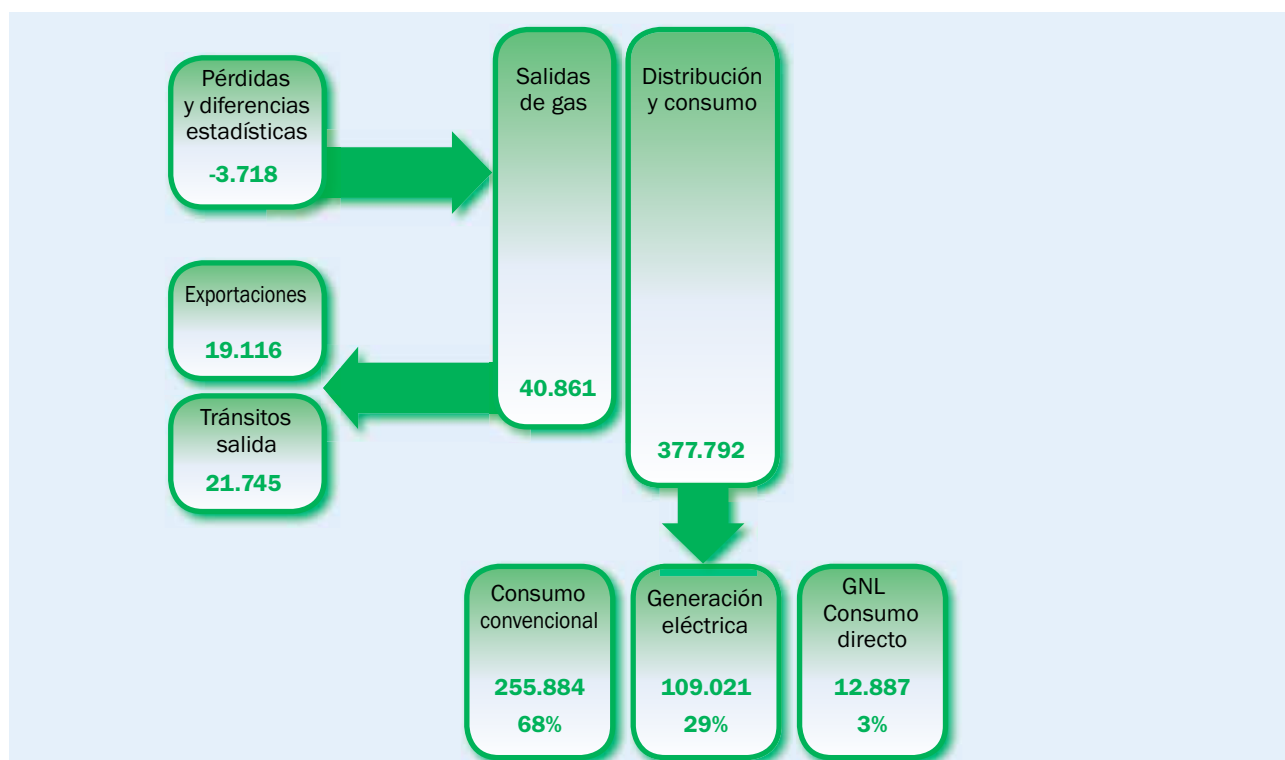 Pérdidas
y diferencias
estadísticas
-3.718
Salidas
de gas
40.861
Distribución
y consumo
377.792
Exportaciones
19.116
Tránsitos
salida
21.745
Consumo
convencional
255.884
68%
Generación
eléctrica
109.021
29%
GNL
Consumo
directo
12.887
3%